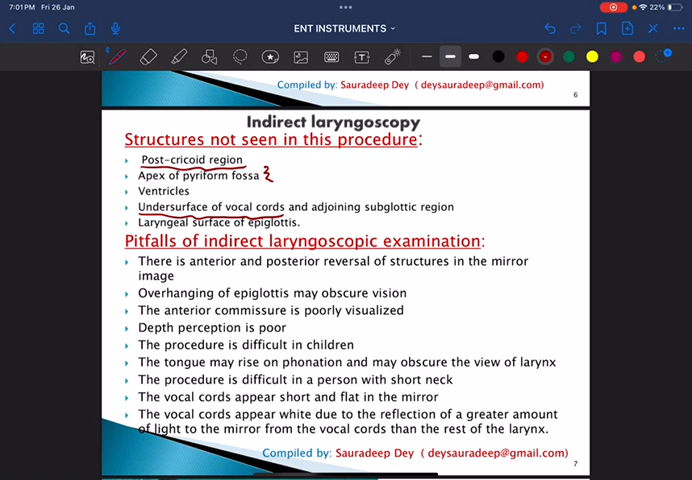 7:01 PM Fri 26 Jan
22%
ENT INSTRUMENTS
Compiled by: Sauradeep Dey ( deysauradeep@gmail.com)
6
Indirect laryngoscopy
Structures not seen in this procedure:
Post-cricoid region
Apex of pyriform fossa
Ventricles
Undersurface of vocal cords and adjoining subglottic region
Laryngeal surface of epiglottis.
Pitfalls of indirect laryngoscopic examination:
There is anterior and posterior reversal of structures in the mirror
image
Overhanging of epiglottis may obscure vision
The anterior commissure is poorly visualized
Depth perception is poor
The procedure is difficult in children
The tongue may rise on phonation and may obscure the view of larynx
The procedure is difficult in a person with short neck
The vocal cords appear short and flat in the mirror
The vocal cords appear white due to the reflection of a greater amount
of light to the mirror from the vocal cords than the rest of the larynx.
Compiled by: Sauradeep Dey ( deysauradeep@gmail.com)
7